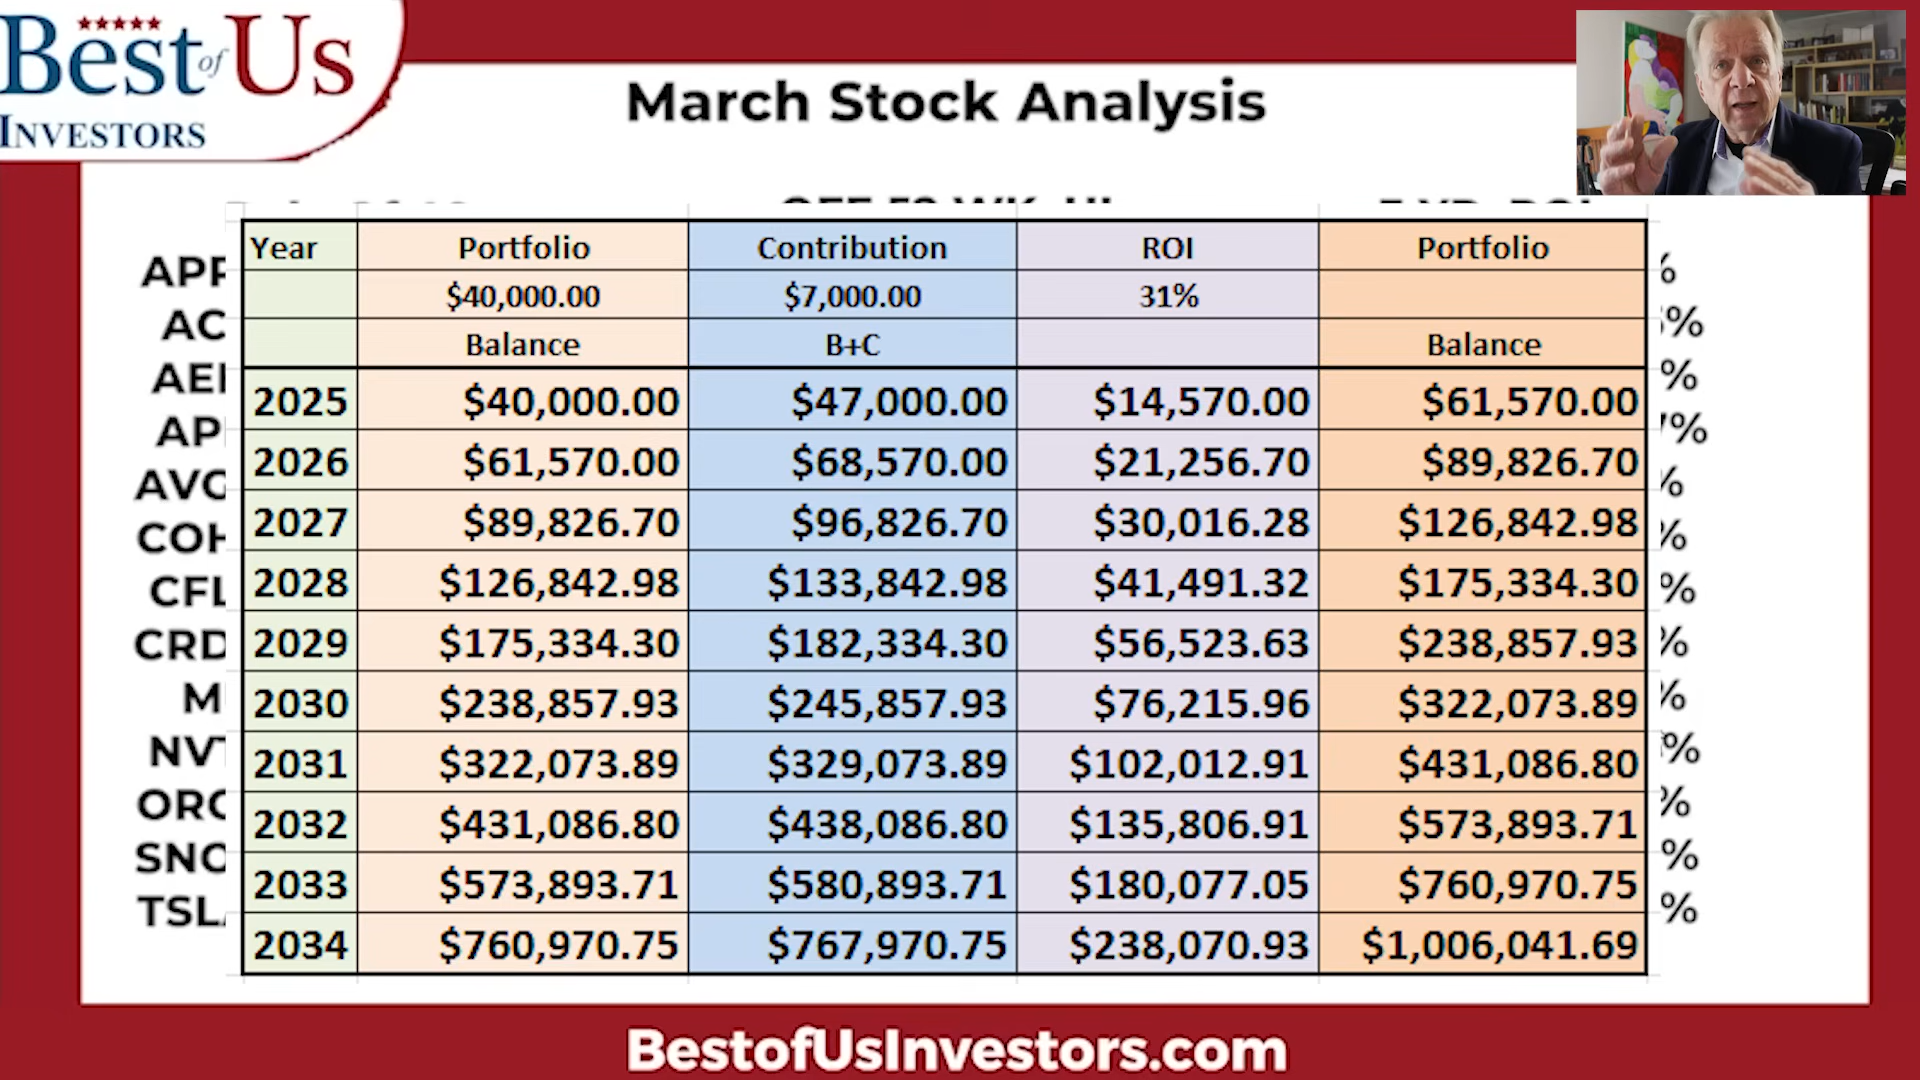 Best of Us
INVESTORS
March Stock Analysis
Year Portfolio Contribution ROI Portfolio
$40,000.00 $7,000.00 31%
Balance B+C Balance
2025 $40,000.00 $47,000.00 $14,570.00 $61,570.00
2026 $61,570.00 $68,570.00 $21,256.70 $89,826.70
2027 $89,826.70 $96,826.70 $30,016.28 $126,842.98
2028 $126,842.98 $133,842.98 $41,491.32 $175,334.30
2029 $175,334.30 $182,334.30 $56,523.63 $238,857.93
2030 $238,857.93 $245,857.93 $76,215.96 $322,073.89
2031 $322,073.89 $329,073.89 $102,012.91 $431,086.80
2032 $431,086.80 $438,086.80 $135,806.91 $573,893.71
2033 $573,893.71 $580,893.71 $180,077.05 $760,970.75
2034 $760,970.75 $767,970.75 $238,070.93 $1,006,041.69
BestofUsInvestors.com